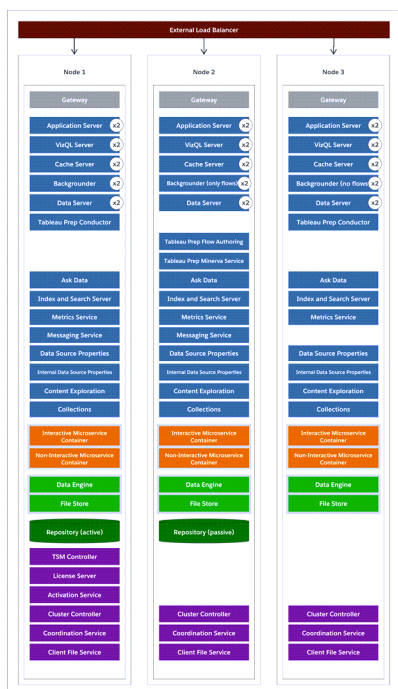 External Load Balancer
Node 1
Gateway
Application Server x2
VizQL Server x2
Cache Server x2
Backgrounder x2
Data Server x2
Tableau Prep Conductor
Ask Data
Index and Search Server
Metrics Service
Messaging Service
Data Source Properties
Internal Data Source Properties
Content Exploration
Collections
Interactive Microservice
Container
Non-Interactive Microservice
Container
Data Engine
File Store
Repository (active)
TSM Controller
License Server
Activation Service
Cluster Controller
Coordination Service
Client File Service
Node 2
Gateway
Application Server x2
VizQL Server x2
Cache Server x2
Backgrounder (only flows) x2
Data Server x2
Tableau Prep Flow Authoring
Tableau Prep Minerva Service
Ask Data
Index and Search Server
Metrics Service
Messaging Service
Data Source Properties
Internal Data Source Properties
Content Exploration
Collections
Interactive Microservice
Container
Non-Interactive Microservice
Container
Data Engine
File Store
Repository (passive)
Cluster Controller
Coordination Service
Client File Service
Node 3
Gateway
Application Server x2
VizQL Server x2
Cache Server x2
Backgrounder (no flows) x2
Data Server x2
Tableau Prep Conductor
Ask Data
Index and Search Server
Metrics Service
Data Source Properties
Internal Data Source Properties
Content Exploration
Collections
Interactive Microservice
Container
Non-Interactive Microservice
Container
Data Engine
File Store
Cluster Controller
Coordination Service
Client File Service